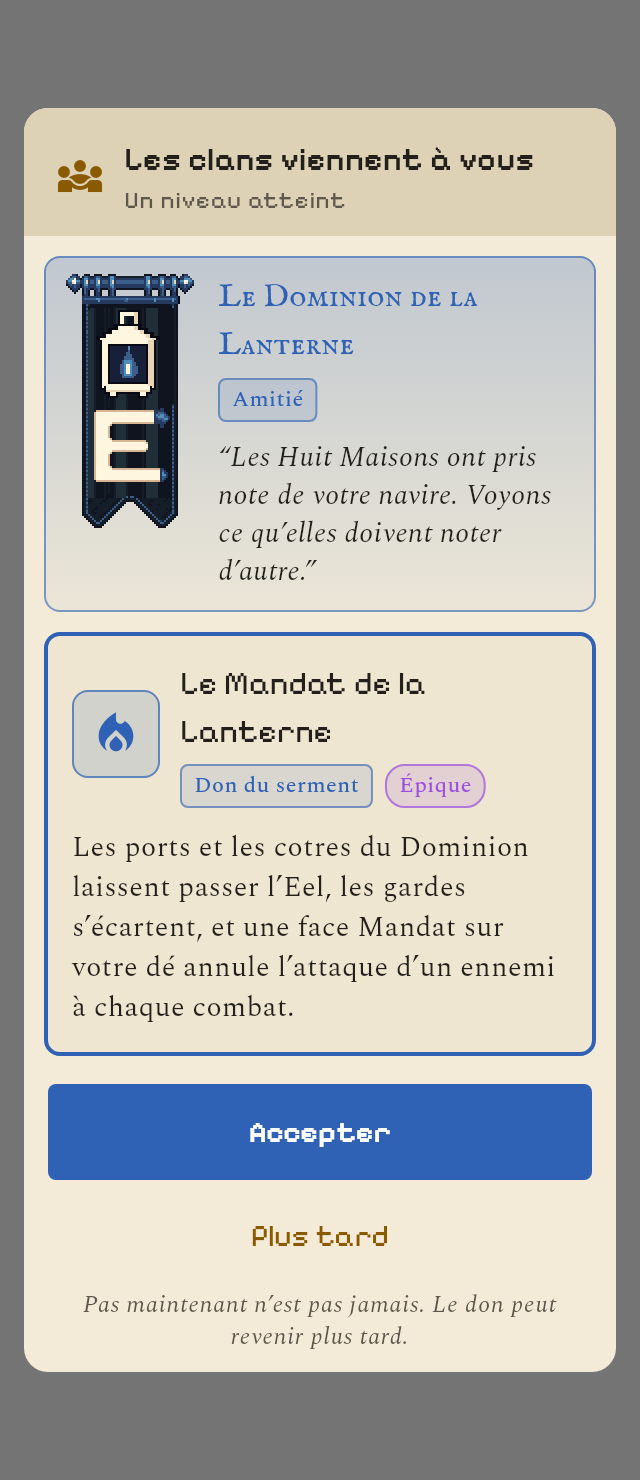 Les clans viennent à vous
Un niveau atteint
E
Le Dominion de la
Lanterne
Amitié
“Les Huit Maisons ont pris
note de votre navire. Voyons
ce qu’elles doivent noter
d’autre.”
Le Mandat de la
Lanterne
Don du serment
Épique
Les ports et les cotres du Dominion
laissent passer l’Eel, les gardes
s’écartent, et une face Mandat sur
votre dé annule l’attaque d’un ennemi
à chaque combat.
Accepter
Plus tard
Pas maintenant n’est pas jamais. Le don peut
revenir plus tard.